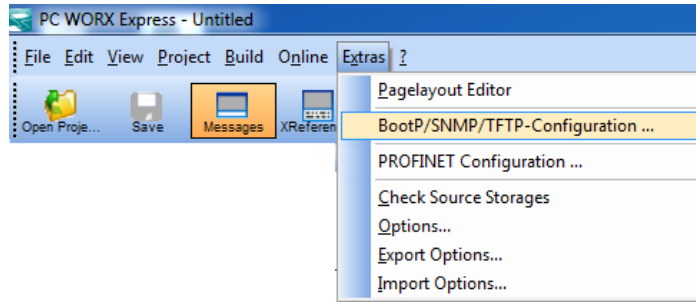 PC WORX Express - Untitled
File Edit View Project Build Online Extras ?
Open Proje... Save Messages XReferen
Pagelayout Editor
BootP/SNMP/TFTP-Configuration ...
PROFINET Configuration ...
Check Source Storages
Options...
Export Options...
Import Options...